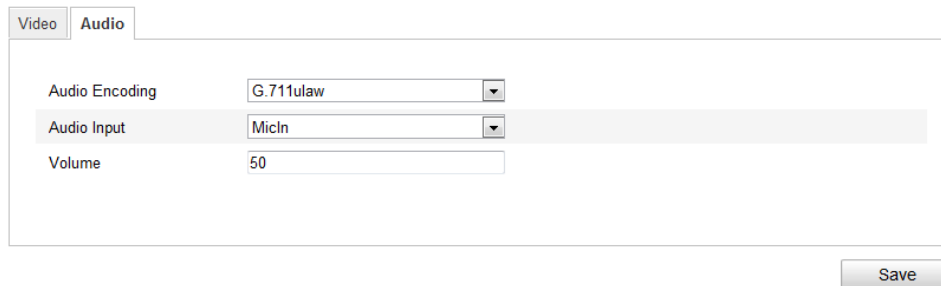 Video Audio
Audio Encoding G.711ulaw
Audio Input MicIn
Volume 50
Save